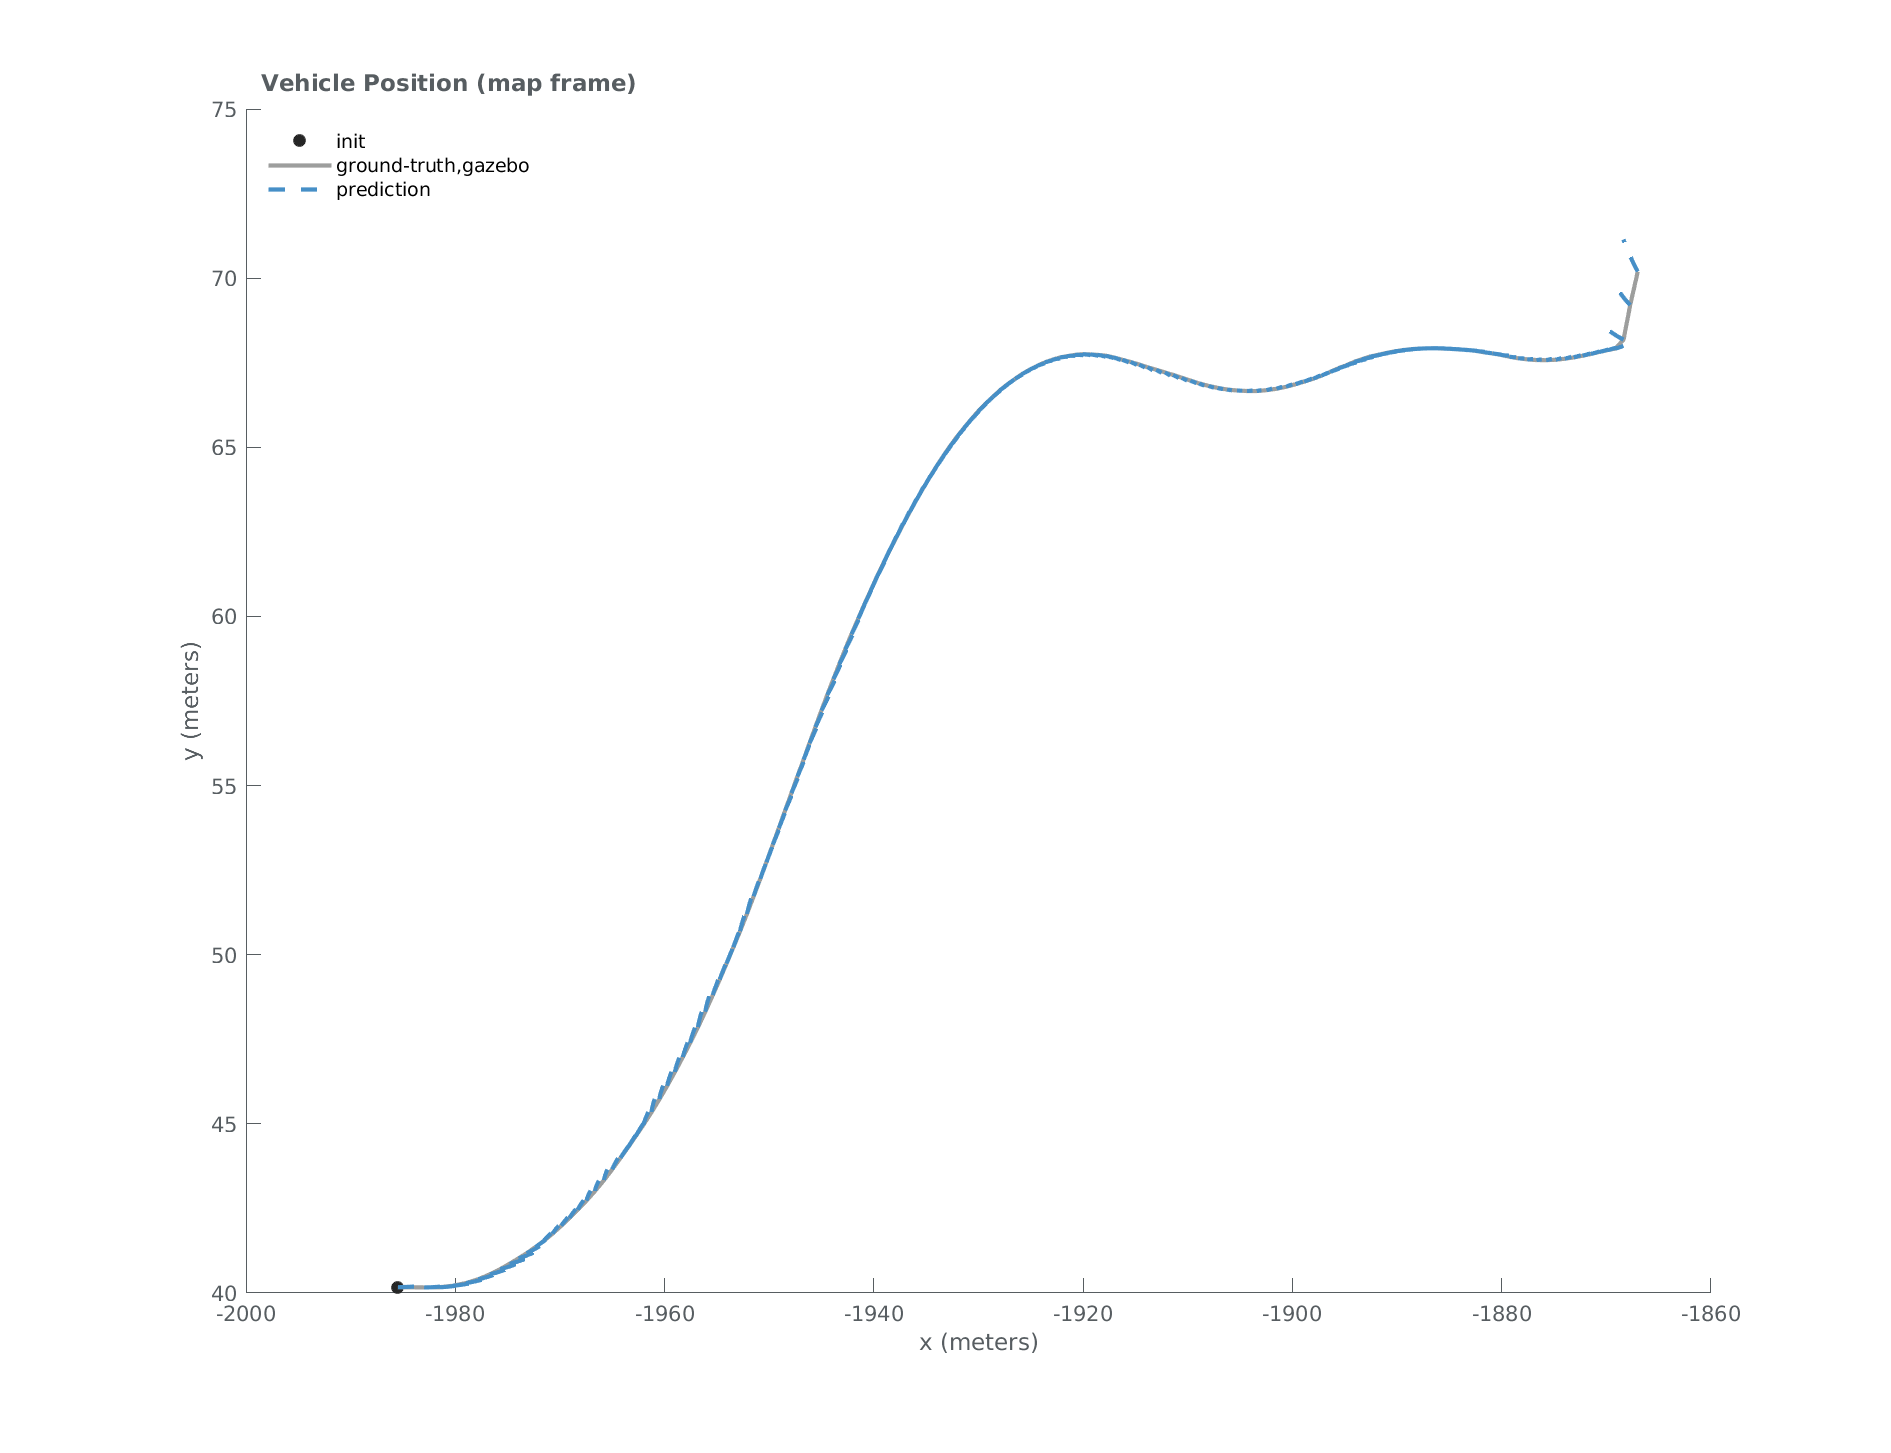 Vehicle Position (map frame)
75
init
ground-truth,gazebo
prediction
70
65
60
y (meters)
55
50
45
40
-2000 -1980 -1960 -1940 -1920 -1900 -1880 -1860
x (meters)